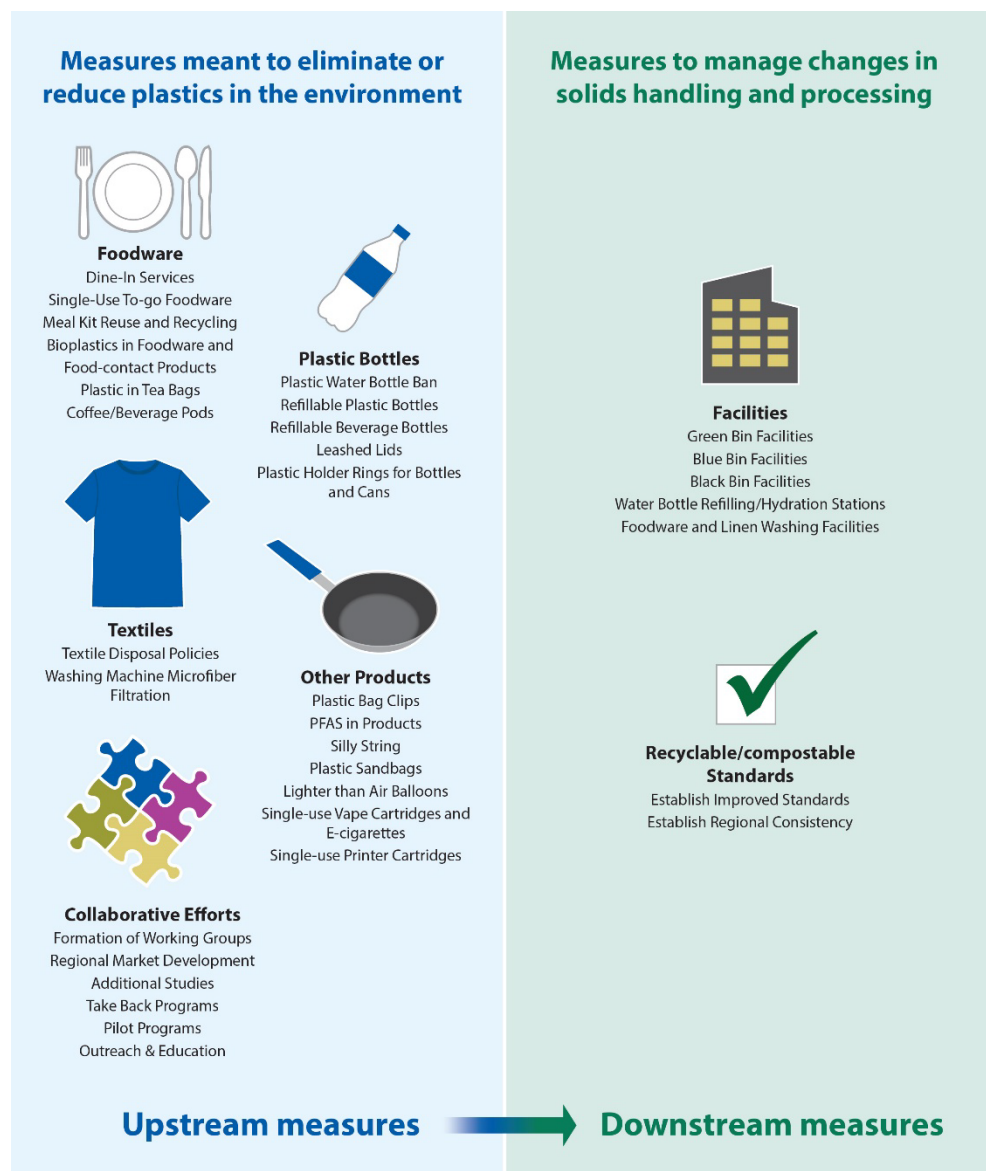 Measures meant to eliminate or
reduce plastics in the environment
Foodware
Dine-In Services
Single-Use To-go Foodware
Meal Kit Reuse and Recycling
Bioplastics in Foodware and
Food-contact Products
Plastic in Tea Bags
Coffee/Beverage Pods
Plastic Bottles
Plastic Water Bottle Ban
Refillable Plastic Bottles
Refillable Beverage Bottles
Leashed Lids
Plastic Holder Rings for Bottles
and Cans
Textiles
Textile Disposal Policies
Washing Machine Microfiber
Filtration
Other Products
Plastic Bag Clips
PFAS in Products
Silly String
Plastic Sandbags
Lighter than Air Balloons
Single-use Vape Cartridges and
E-cigarettes
Single-use Printer Cartridges
Collaborative Efforts
Formation of Working Groups
Regional Market Development
Additional Studies
Take Back Programs
Pilot Programs
Outreach & Education
Upstream measures
Measures to manage changes in
solids handling and processing
Facilities
Green Bin Facilities
Blue Bin Facilities
Black Bin Facilities
Water Bottle Refilling/Hydration Stations
Foodware and Linen Washing Facilities
Recyclable/compostable
Standards
Establish Improved Standards
Establish Regional Consistency
Downstream measures